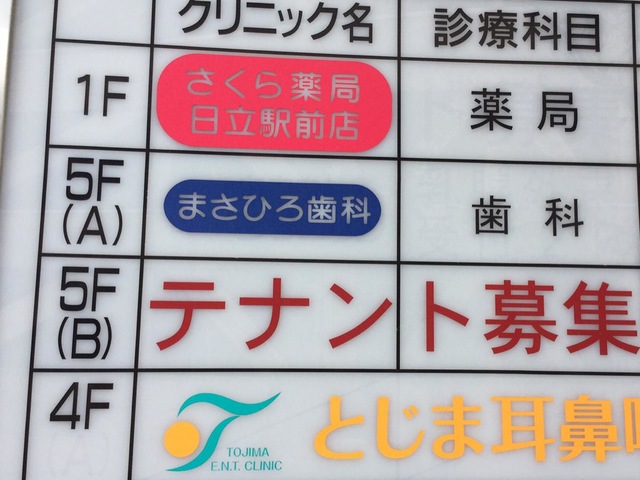 クリニック名 診療科目
1F さくら薬局 薬局
日立駅前店
5F まさひろ歯科 歯科
(A)
5F テナント募集
(B)
4F とじま耳鼻
TOJIMA
E.N.T. CLINIC